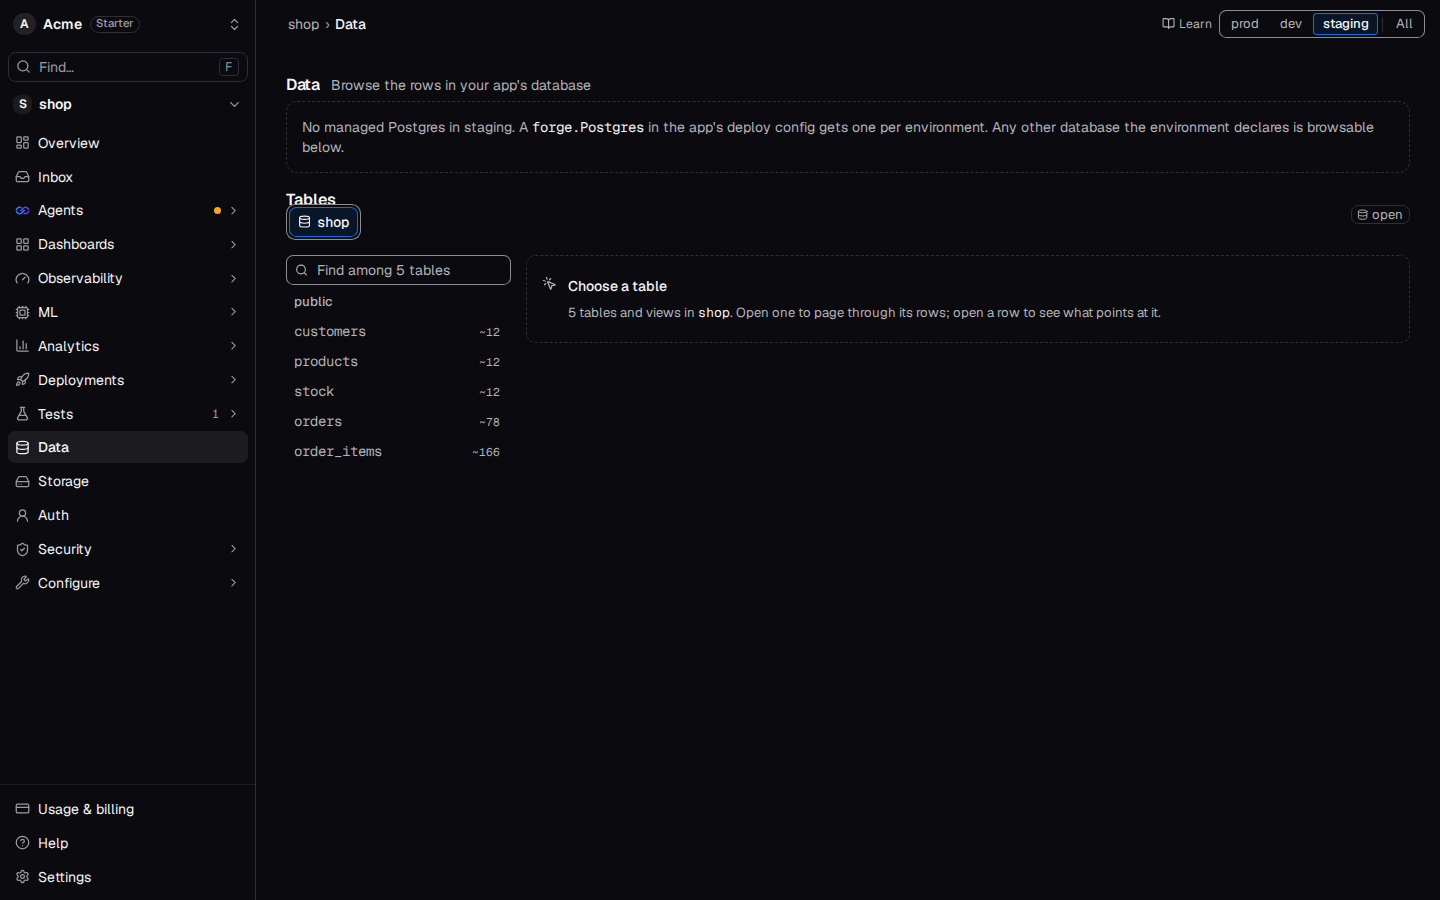 A Acme Starter
Find... F
S shop
Overview
Inbox
Agents
Dashboards
Observability
ML
Analytics
Deployments
Tests 1
Data
Storage
Auth
Security
Configure
Usage & billing
Help
Settings
shop › Data
Learn prod dev staging All
Data Browse the rows in your app's database
No managed Postgres in staging. A forge.Postgres in the app's deploy config gets one per environment. Any other database the environment declares is browsable
below.
Tables
shop
open
Find among 5 tables
public
customers ~12
products ~12
stock ~12
orders ~78
order_items ~166
Choose a table
5 tables and views in shop. Open one to page through its rows; open a row to see what points at it.